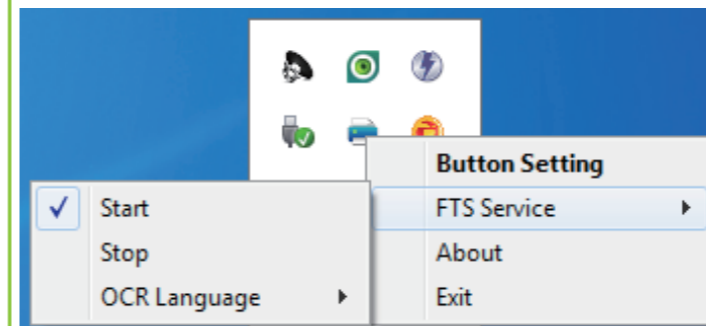 Button Setting
FTS Service
About
Exit
Start
Stop
OCR Language